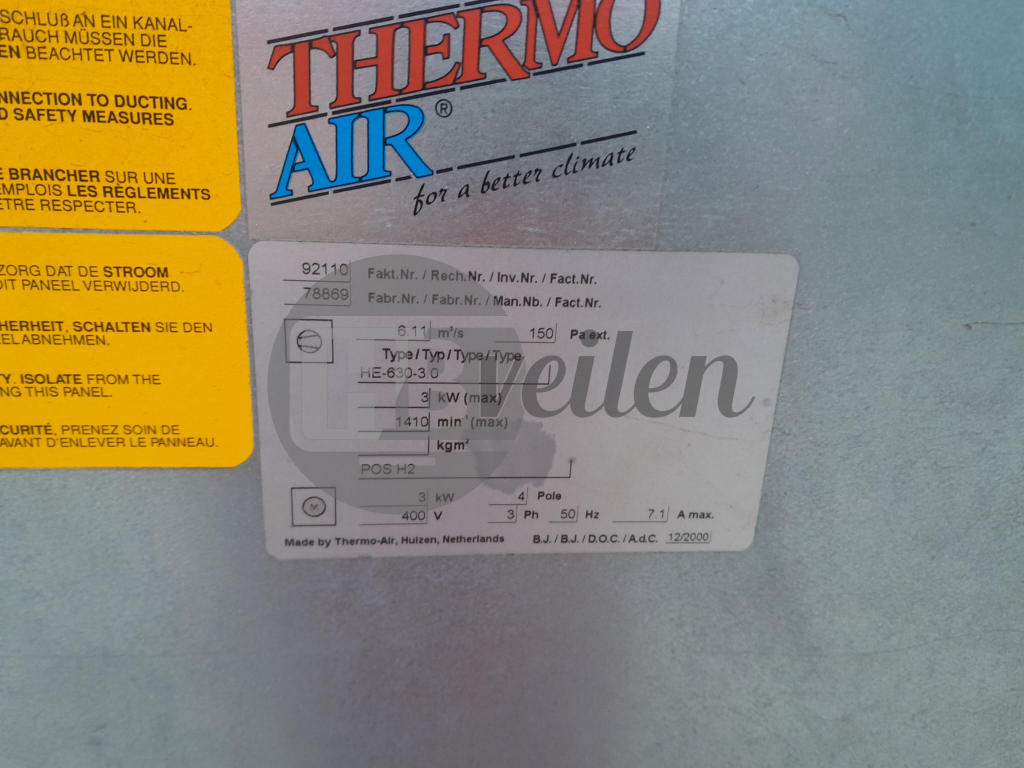 SCHLUß AN EIN KANAL-
RAUCH MÜSSEN DIE
EN BEACHTET WERDEN.
NNECTION TO DUCTING.
D SAFETY MEASURES
E BRANCHER SUR UNE
EMPLOIS LES RÈGLEMENTS
ETRE RESPECTER.
THERMO
AIR®
for a better climate
ZORG DAT DE STROOM
DIT PANEEL VERWIJDERD.
CHERHEIT, SCHALTEN SIE DEN
EELABNEHMEN.
TY, ISOLATE FROM THE
NG THIS PANEL.
CURITÉ, PRENEZ SOIN DE
AVANT D'ENLEVER LE PANNEAU.
92110 Fakt.Nr. / Rech.Nr. / Inv.Nr. / Fact.Nr.
78869 Fabr.Nr. / Fabr.Nr. / Man.Nb. / Fact.Nr.
6.11 m³/s 150 Pa ext.
Type / Typ / Type / Type
HE-630-3.0
3 kW (max)
1410 min⁻¹ (max)
kgm²
POS H2
M
3 kW 4 Pole
400 V 3 Ph 50 Hz 7.1 A max.
Made by Thermo-Air, Huizen, Netherlands B.J. / B.J. / D.O.C. / A.d.C. 12/2000
veilen